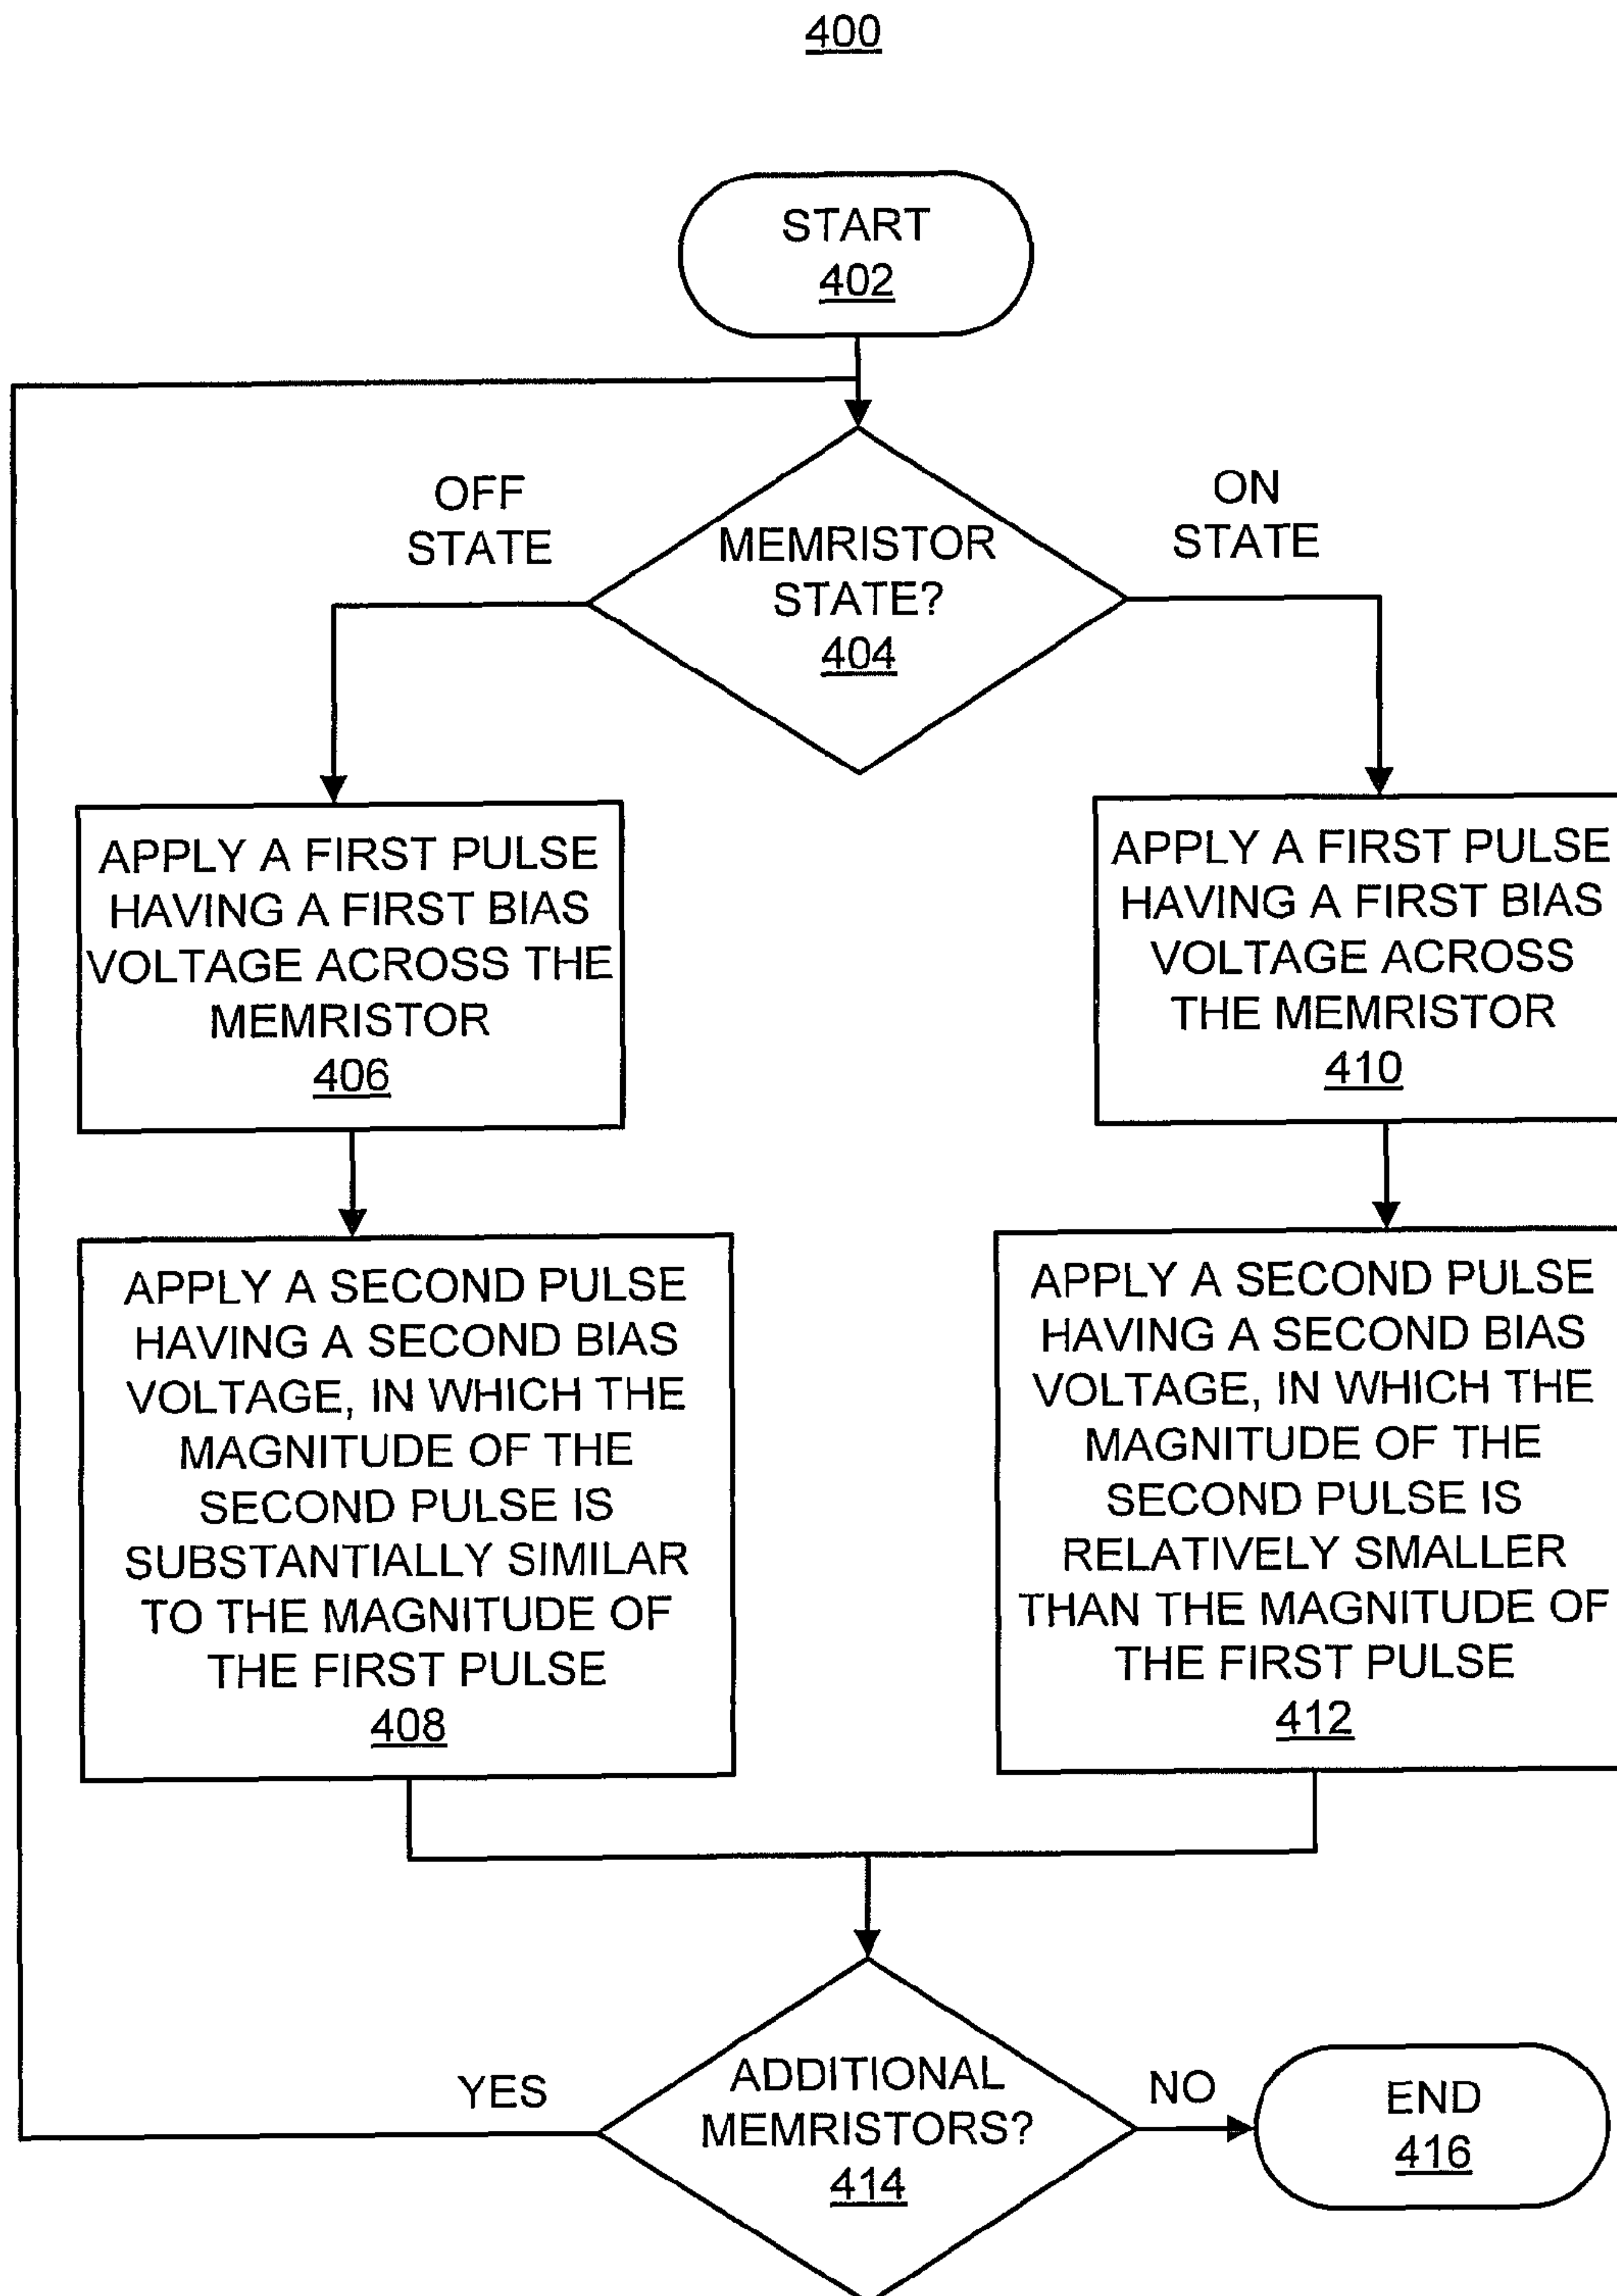 400
START
402
OFF
STATE
ON
STATE
MEMRISTOR
STATE?
404
APPLY A FIRST PULSE
HAVING A FIRST BIAS
VOLTAGE ACROSS THE
MEMRISTOR
406
APPLY A FIRST PULSE
HAVING A FIRST BIAS
VOLTAGE ACROSS
THE MEMRISTOR
410
APPLY A SECOND PULSE
HAVING A SECOND BIAS
VOLTAGE, IN WHICH THE
MAGNITUDE OF THE
SECOND PULSE IS
SUBSTANTIALLY SIMILAR
TO THE MAGNITUDE OF
THE FIRST PULSE
408
APPLY A SECOND PULSE
HAVING A SECOND BIAS
VOLTAGE, IN WHICH THE
MAGNITUDE OF THE
SECOND PULSE IS
RELATIVELY SMALLER
THAN THE MAGNITUDE OF
THE FIRST PULSE
412
YES
ADDITIONAL
MEMRISTORS?
414
NO
END
416